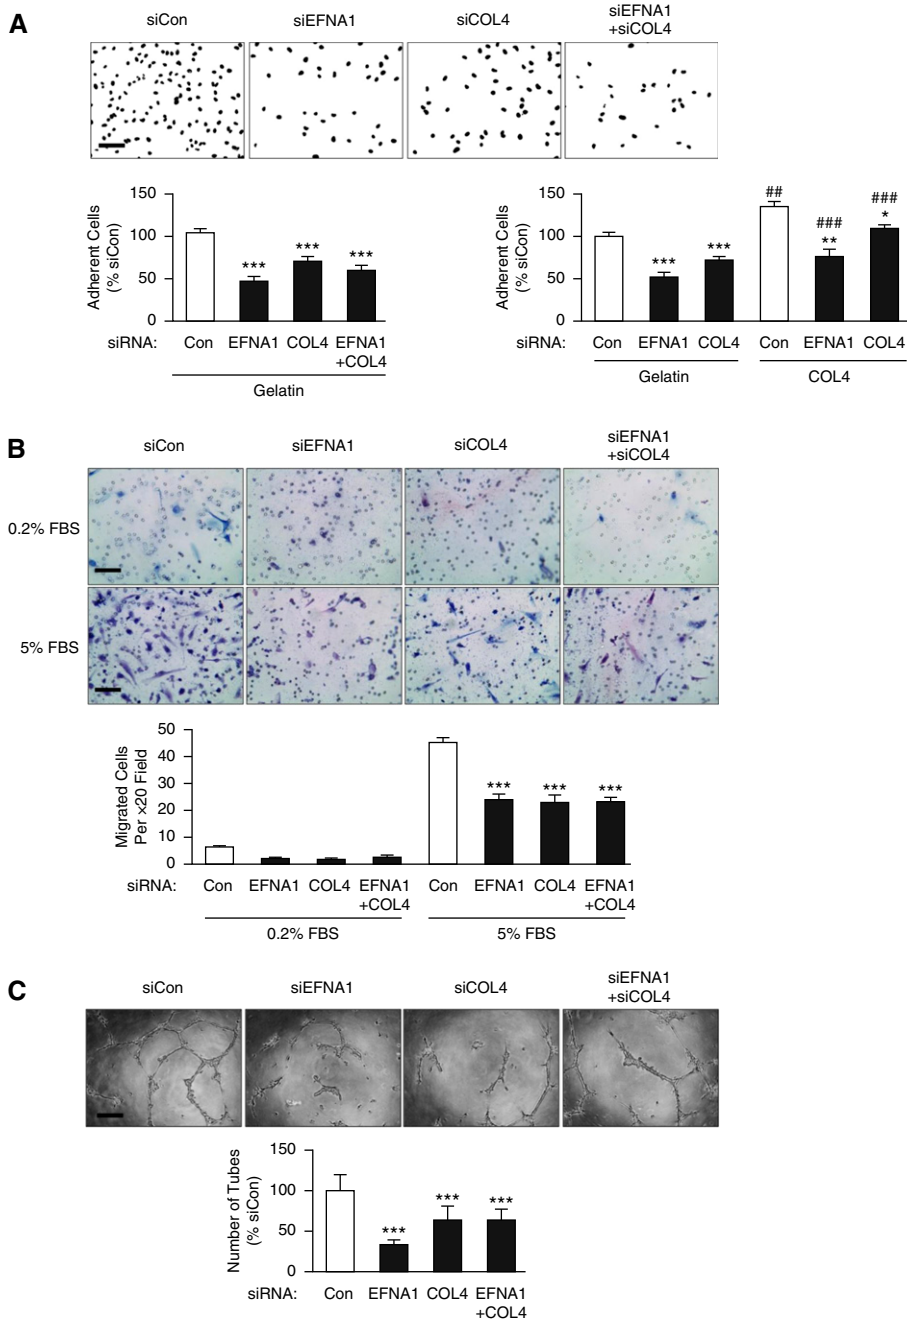 A
siCon siEFNA1 siCOL4 siEFNA1
+siCOL4
150
100
50
0
Adherent Cells
(% siCon)
*** *** ***
siRNA: Con EFNA1 COL4 EFNA1
+COL4
Gelatin
150
100
50
0
Adherent Cells
(% siCon)
*** *** ## ### ** ### *
siRNA: Con EFNA1 COL4 Con EFNA1 COL4
Gelatin COL4
B
siCon siEFNA1 siCOL4 siEFNA1
+siCOL4
0.2% FBS
5% FBS
50
40
30
20
10
0
Migrated Cells
Per ×20 Field
*** *** ***
siRNA: Con EFNA1 COL4 EFNA1 Con EFNA1 COL4 EFNA1
+COL4 +COL4
0.2% FBS 5% FBS
C
siCon siEFNA1 siCOL4 siEFNA1
+siCOL4
150
100
50
0
Number of Tubes
(% siCon)
*** *** ***
siRNA: Con EFNA1 COL4 EFNA1
+COL4